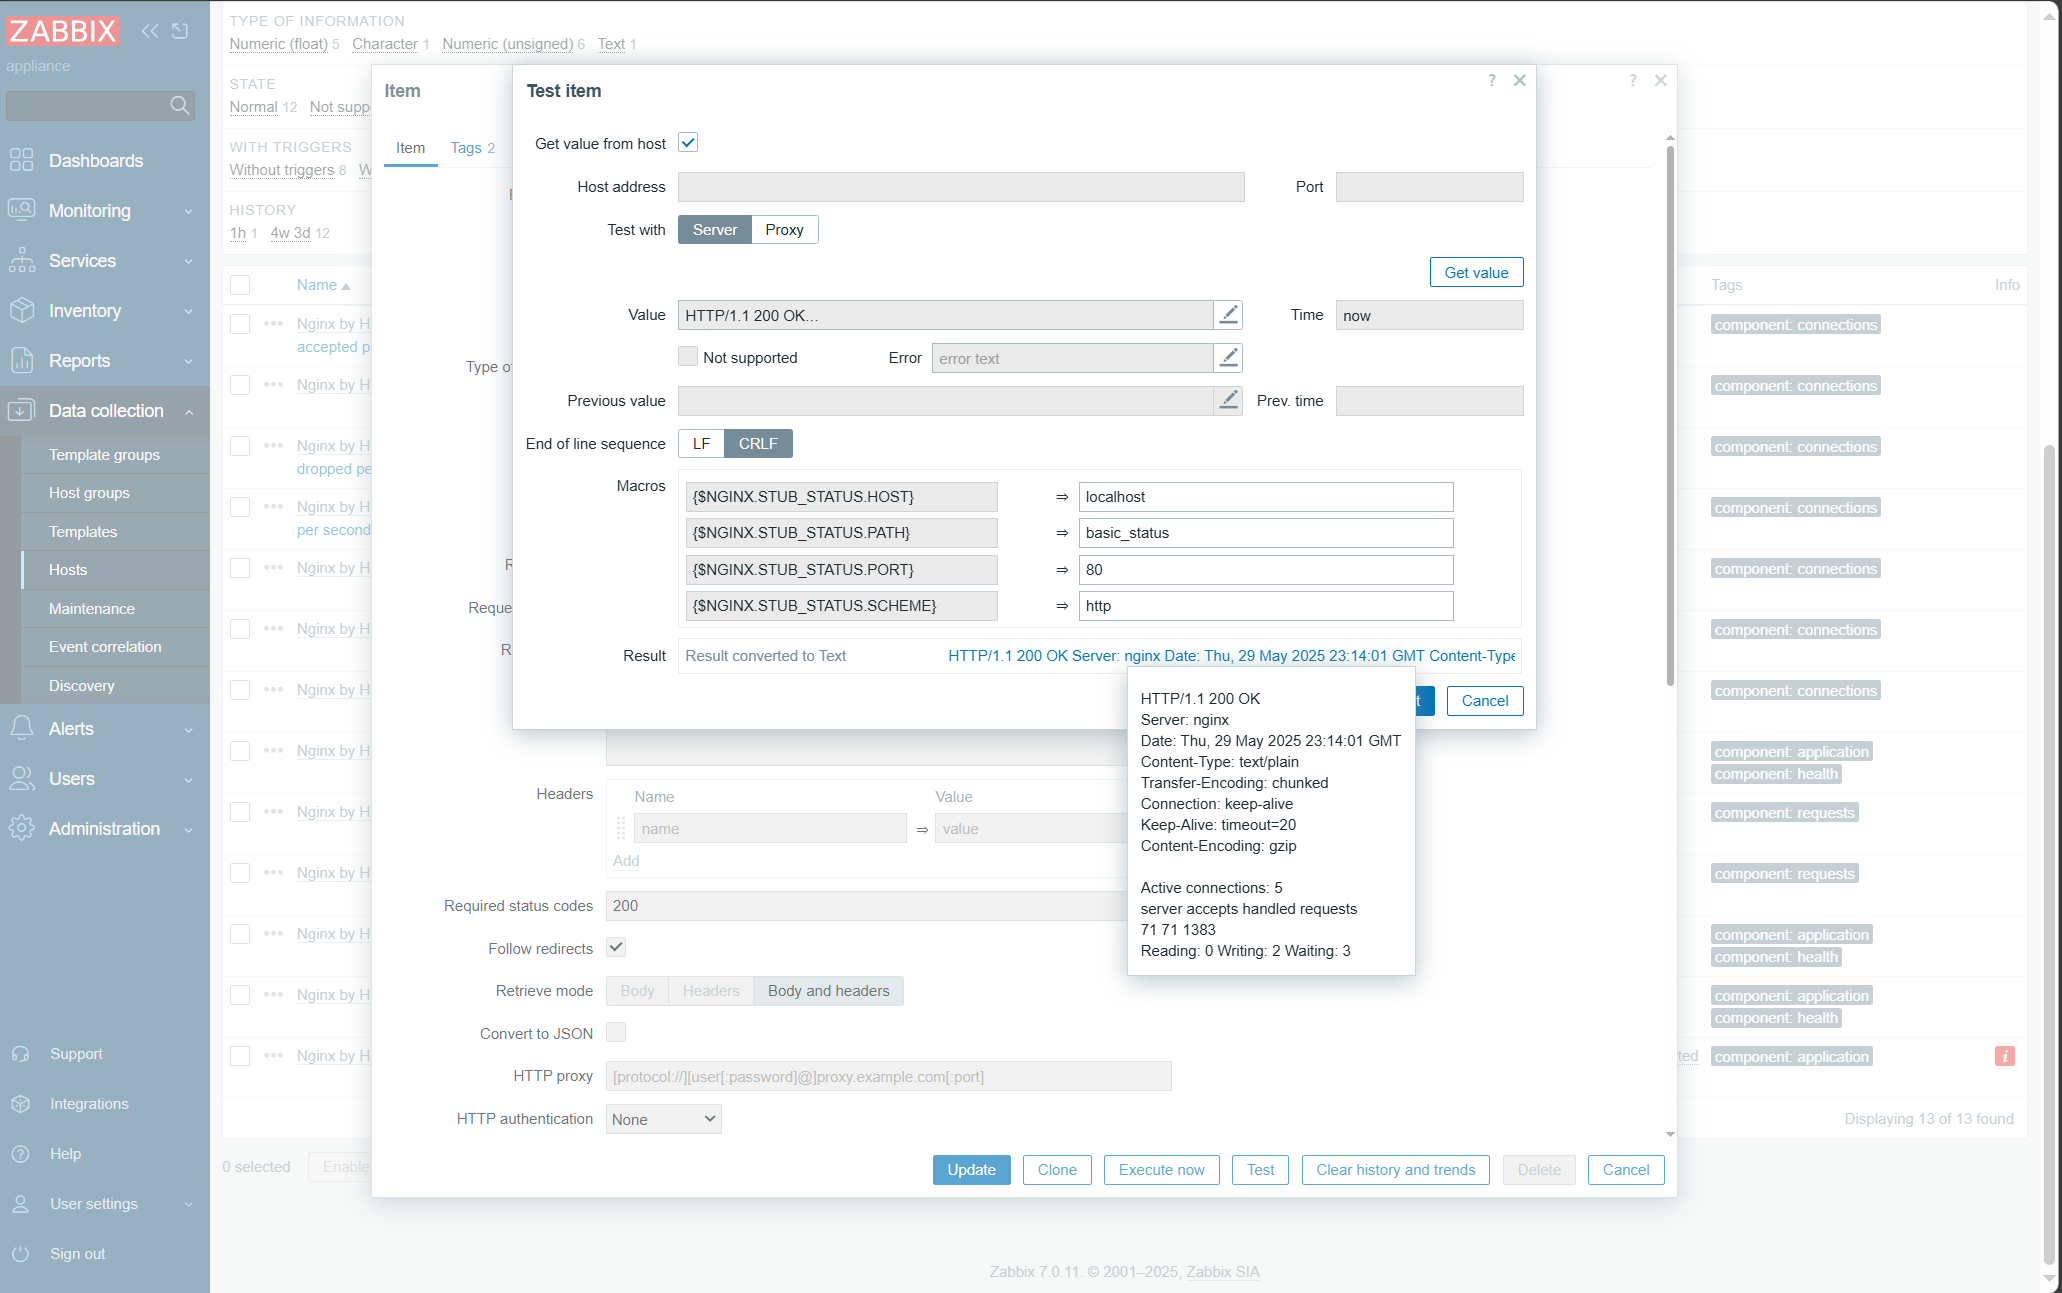 ZABBIX
appliance
Dashboards
Monitoring
Services
Inventory
Reports
Data collection
Template groups
Host groups
Templates
Hosts
Maintenance
Event correlation
Discovery
Alerts
Users
Administration
Support
Integrations
Help
User settings
Sign out
TYPE OF INFORMATION
Numeric (float) 5 Character 1 Numeric (unsigned) 6 Text 1
STATE
Normal 12 Not supp
WITH TRIGGERS
Without triggers 8 W
HISTORY
1h 1 4w 3d 12
Name
Tags
Info
Nginx by H
accepted p
component: connections
Nginx by H
component: connections
Nginx by H
dropped pe
component: connections
Nginx by H
per second
component: connections
Nginx by H
component: connections
Nginx by H
component: connections
Nginx by H
component: connections
Nginx by H
component: application
component: health
Nginx by H
component: requests
Nginx by H
component: requests
Nginx by H
component: application
component: health
Nginx by H
component: application
component: health
Nginx by H
ted
component: application
i
Displaying 13 of 13 found
0 selected
Enable
Item
?
Item Tags 2
Type o
R
Reque
R
Headers
Name Value
name ⇒ value
Add
Required status codes 200
Follow redirects
Retrieve mode Body Headers Body and headers
Convert to JSON
HTTP proxy [protocol://][user[:password]@]proxy.example.com[:port]
HTTP authentication None
Update Clone Execute now Test Clear history and trends Delete Cancel
Test item
?
Get value from host
Host address Port
Test with Server Proxy
Get value
Value HTTP/1.1 200 OK... Time now
Not supported Error error text
Previous value Prev. time
End of line sequence LF CRLF
Macros
{$NGINX.STUB_STATUS.HOST} ⇒ localhost
{$NGINX.STUB_STATUS.PATH} ⇒ basic_status
{$NGINX.STUB_STATUS.PORT} ⇒ 80
{$NGINX.STUB_STATUS.SCHEME} ⇒ http
Result Result converted to Text HTTP/1.1 200 OK Server: nginx Date: Thu, 29 May 2025 23:14:01 GMT Content-Type
t Cancel
HTTP/1.1 200 OK
Server: nginx
Date: Thu, 29 May 2025 23:14:01 GMT
Content-Type: text/plain
Transfer-Encoding: chunked
Connection: keep-alive
Keep-Alive: timeout=20
Content-Encoding: gzip
Active connections: 5
server accepts handled requests
71 71 1383
Reading: 0 Writing: 2 Waiting: 3
Zabbix 7.0.11. © 2001–2025, Zabbix SIA